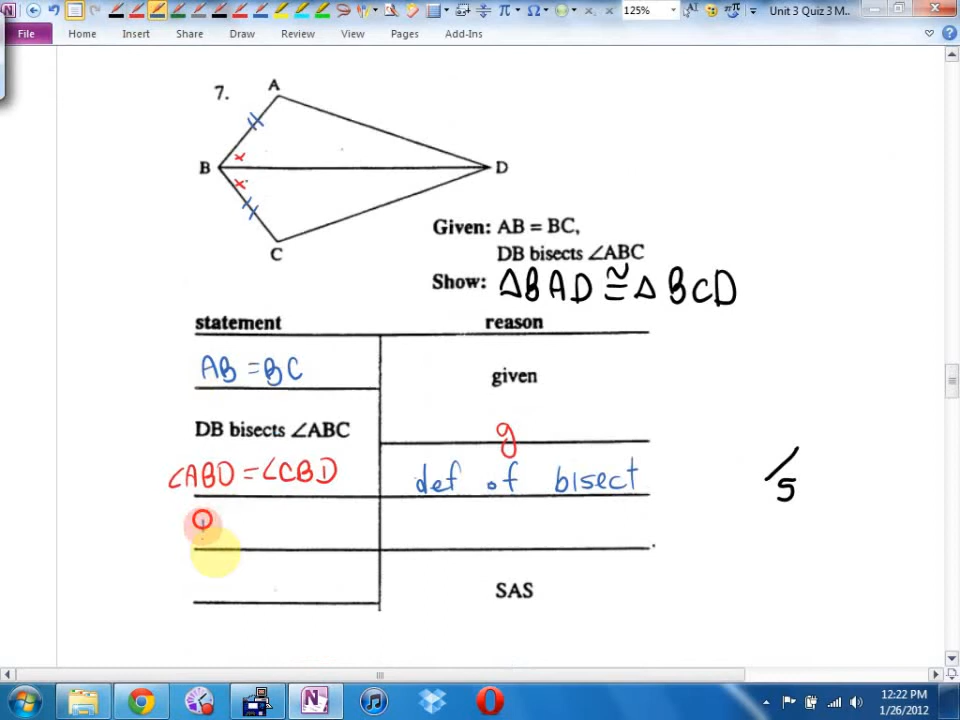 125%
Unit 3 Quiz 3 M..
File Home Insert Share Draw Review View Pages Add-Ins
7.
A
B
D
C
Given: AB = BC,
DB bisects ∠ABC
Show: △BAD ≅ △BCD
statement reason
AB = BC given
DB bisects ∠ABC g
∠ABD = ∠CBD def of bisect
/5
SAS
12:22 PM
1/26/2012